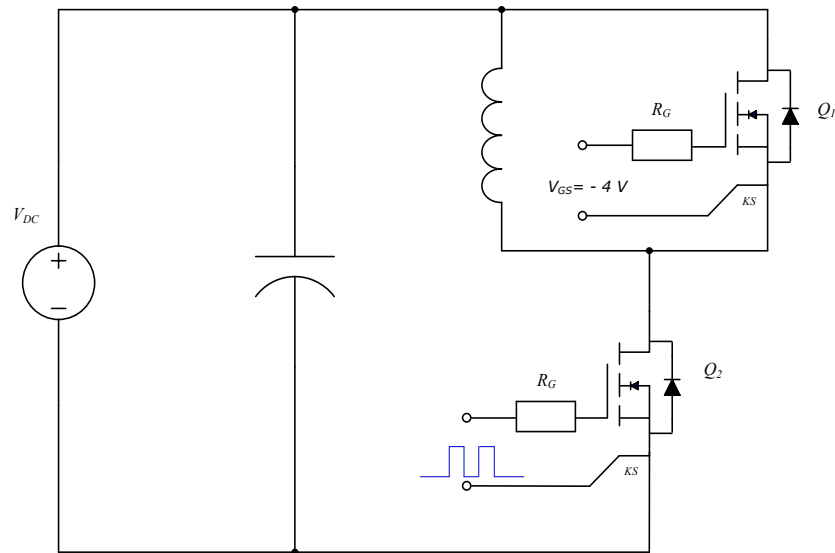 R_G
Q_1
V_GS= - 4 V
KS
V_DC
+
−
R_G
Q_2
KS